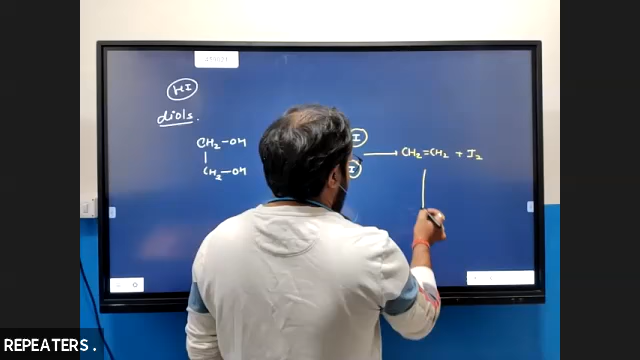 HI
diols.
CH₂-OH I → CH₂=CH₂ + I₂
|
CH₂-OH I
REPEATERS.